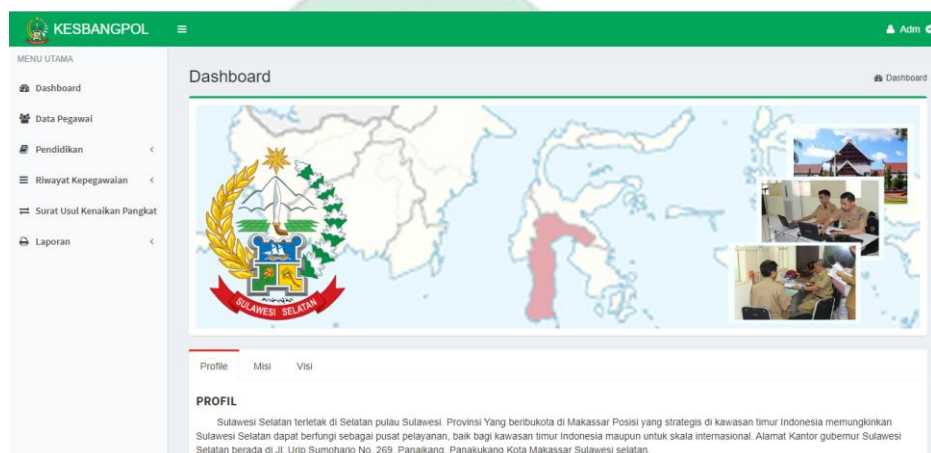 KESBANGPOL
Adm
MENU UTAMA
Dashboard
Dashboard
Dashboard
Data Pegawai
Pendidikan
Riwayat Kepegawaian
Surat Usul Kenaikan Pangkat
Laporan
SULAWESI SELATAN
Profile Misi Visi
PROFIL
Sulawesi Selatan terletak di Selatan pulau Sulawesi. Provinsi Yang beribukota di Makassar Posisi yang strategis di kawasan timur Indonesia memungkinkan
Sulawesi Selatan dapat berfungi sebagai pusat pelayanan, baik bagi kawasan timur Indonesia maupun untuk skala internasional. Alamat Kantor gubernur Sulawesi
Selatan berada di Jl. Urip Sumoharjo No. 269, Panaikang, Panakukang Kota Makassar Sulawesi selatan.